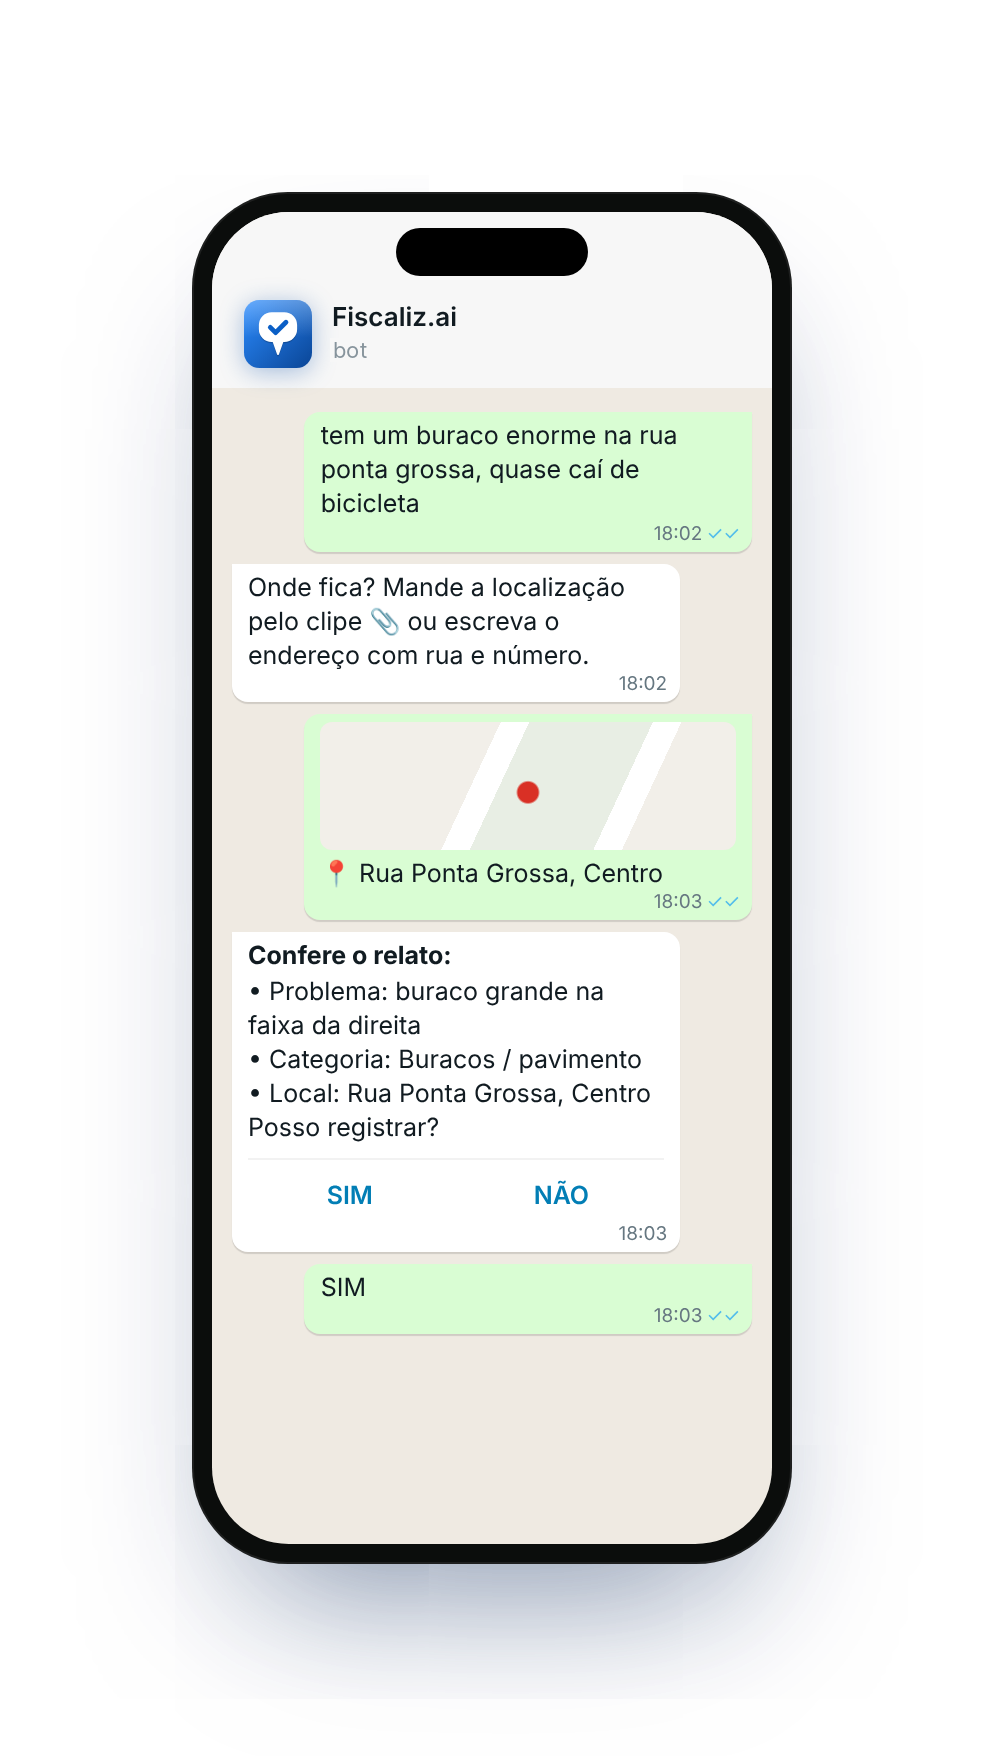 Fiscaliz.ai
bot
tem um buraco enorme na rua
ponta grossa, quase caí de
bicicleta
18:02
Onde fica? Mande a localização
pelo clipe 📎 ou escreva o
endereço com rua e número.
18:02
📍 Rua Ponta Grossa, Centro
18:03
Confere o relato:
• Problema: buraco grande na
faixa da direita
• Categoria: Buracos / pavimento
• Local: Rua Ponta Grossa, Centro
Posso registrar?
SIM NÃO
18:03
SIM
18:03